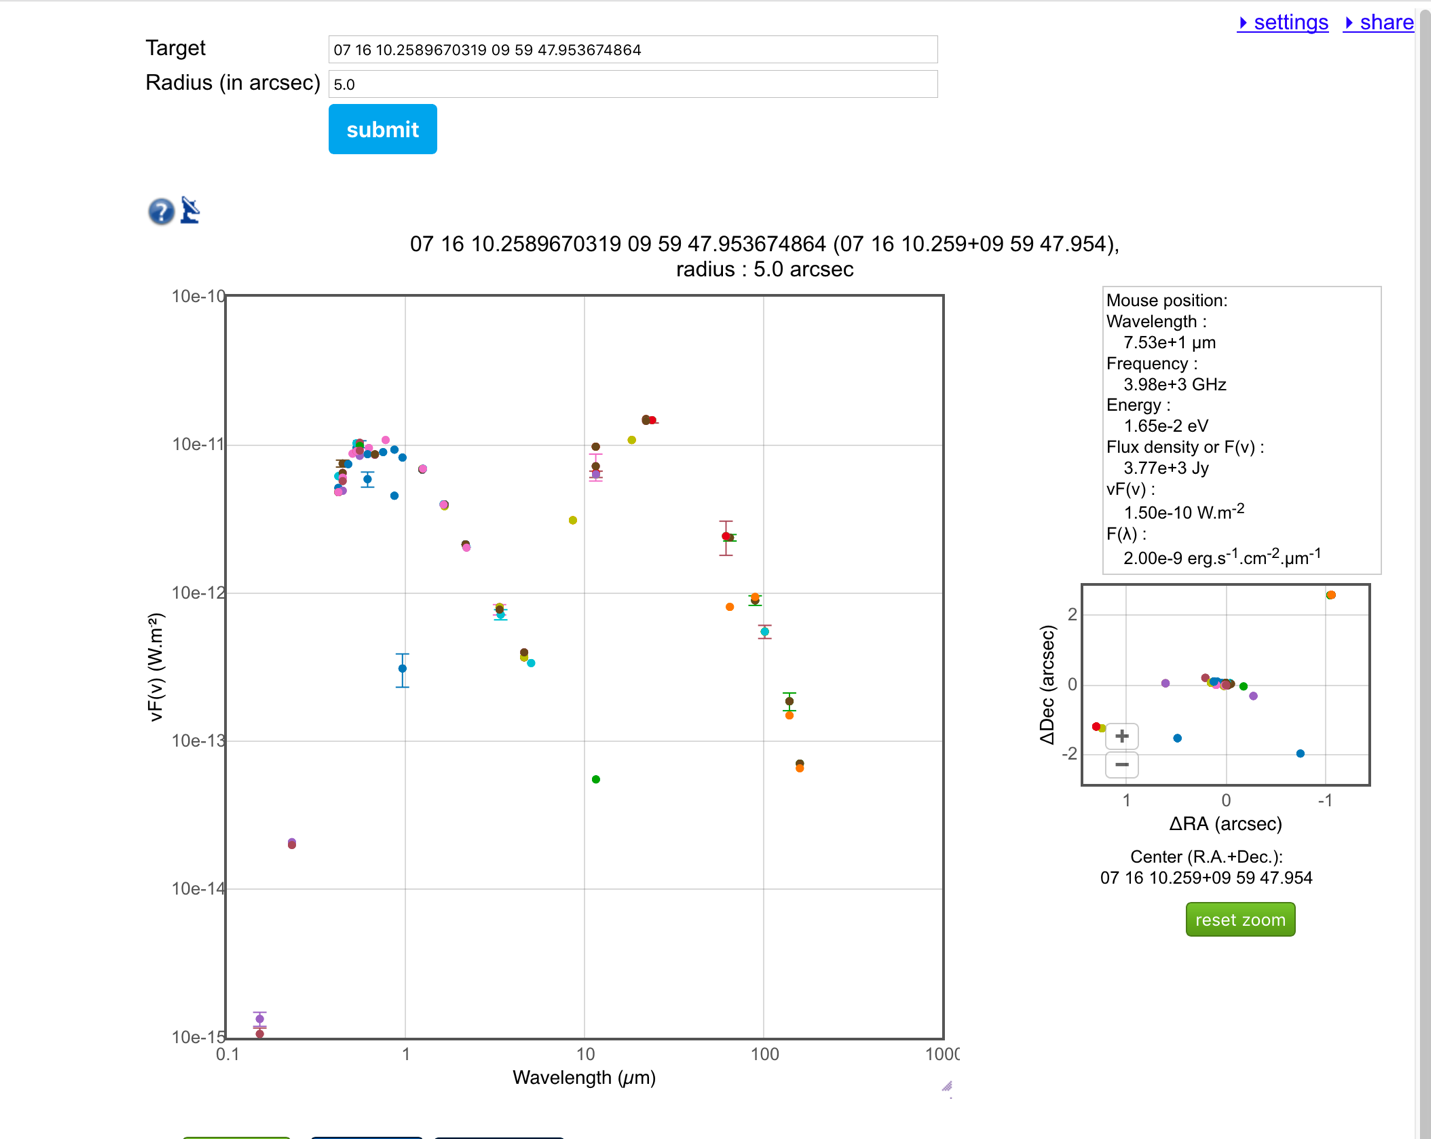 settings share
Target 07 16 10.2589670319 09 59 47.953674864
Radius (in arcsec) 5.0
submit
?
07 16 10.2589670319 09 59 47.953674864 (07 16 10.259+09 59 47.954),
radius : 5.0 arcsec
10e-10
10e-11
10e-12
10e-13
10e-14
10e-15
0.1 1 10 100 1000
Wavelength (μm)
νF(ν) (W.m⁻²)
Mouse position:
Wavelength :
7.53e+1 μm
Frequency :
3.98e+3 GHz
Energy :
1.65e-2 eV
Flux density or F(ν) :
3.77e+3 Jy
νF(ν) :
1.50e-10 W.m⁻²
F(λ) :
2.00e-9 erg.s⁻¹.cm⁻².μm⁻¹
2
0
-2
+
−
1 0 -1
ΔDec (arcsec)
ΔRA (arcsec)
Center (R.A.+Dec.):
07 16 10.259+09 59 47.954
reset zoom